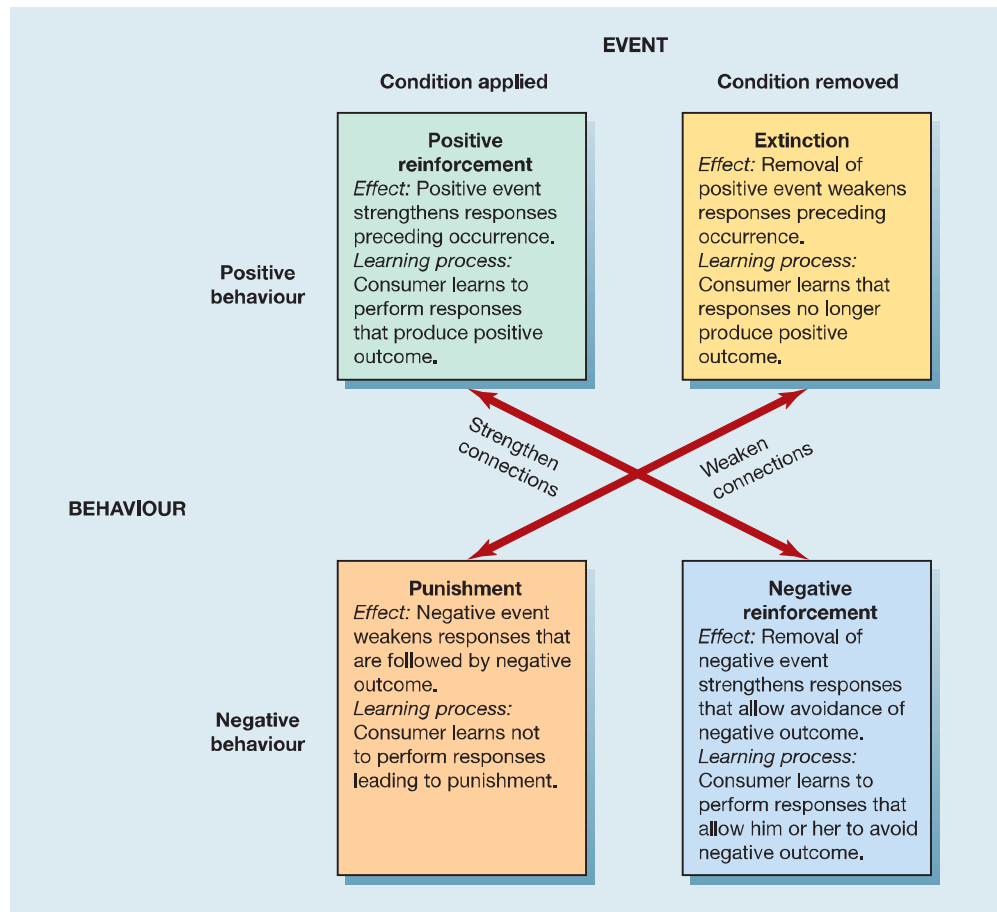 EVENT
Condition applied
Condition removed
Positive
reinforcement
Effect: Positive event
strengthens responses
preceding occurrence.
Learning process:
Consumer learns to
perform responses
that produce positive
outcome.
Extinction
Effect: Removal of
positive event weakens
responses preceding
occurrence.
Learning process:
Consumer learns that
responses no longer
produce positive
outcome.
Positive
behaviour
Strengthen
connections
Weaken
connections
BEHAVIOUR
Punishment
Effect: Negative event
weakens responses that
are followed by negative
outcome.
Learning process:
Consumer learns not
to perform responses
leading to punishment.
Negative
reinforcement
Effect: Removal of
negative event
strengthens responses
that allow avoidance of
negative outcome.
Learning process:
Consumer learns to
perform responses that
allow him or her to avoid
negative outcome.
Negative
behaviour